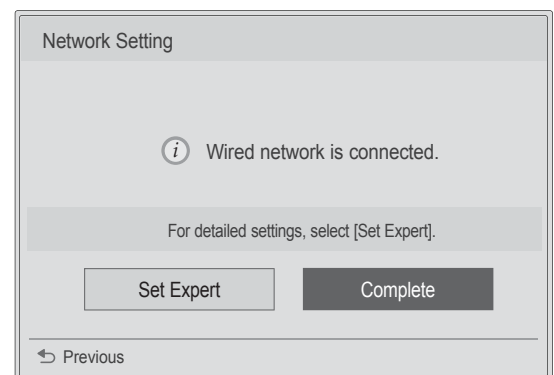 Network Setting
i Wired network is connected.
For detailed settings, select [Set Expert].
Set Expert Complete
Previous